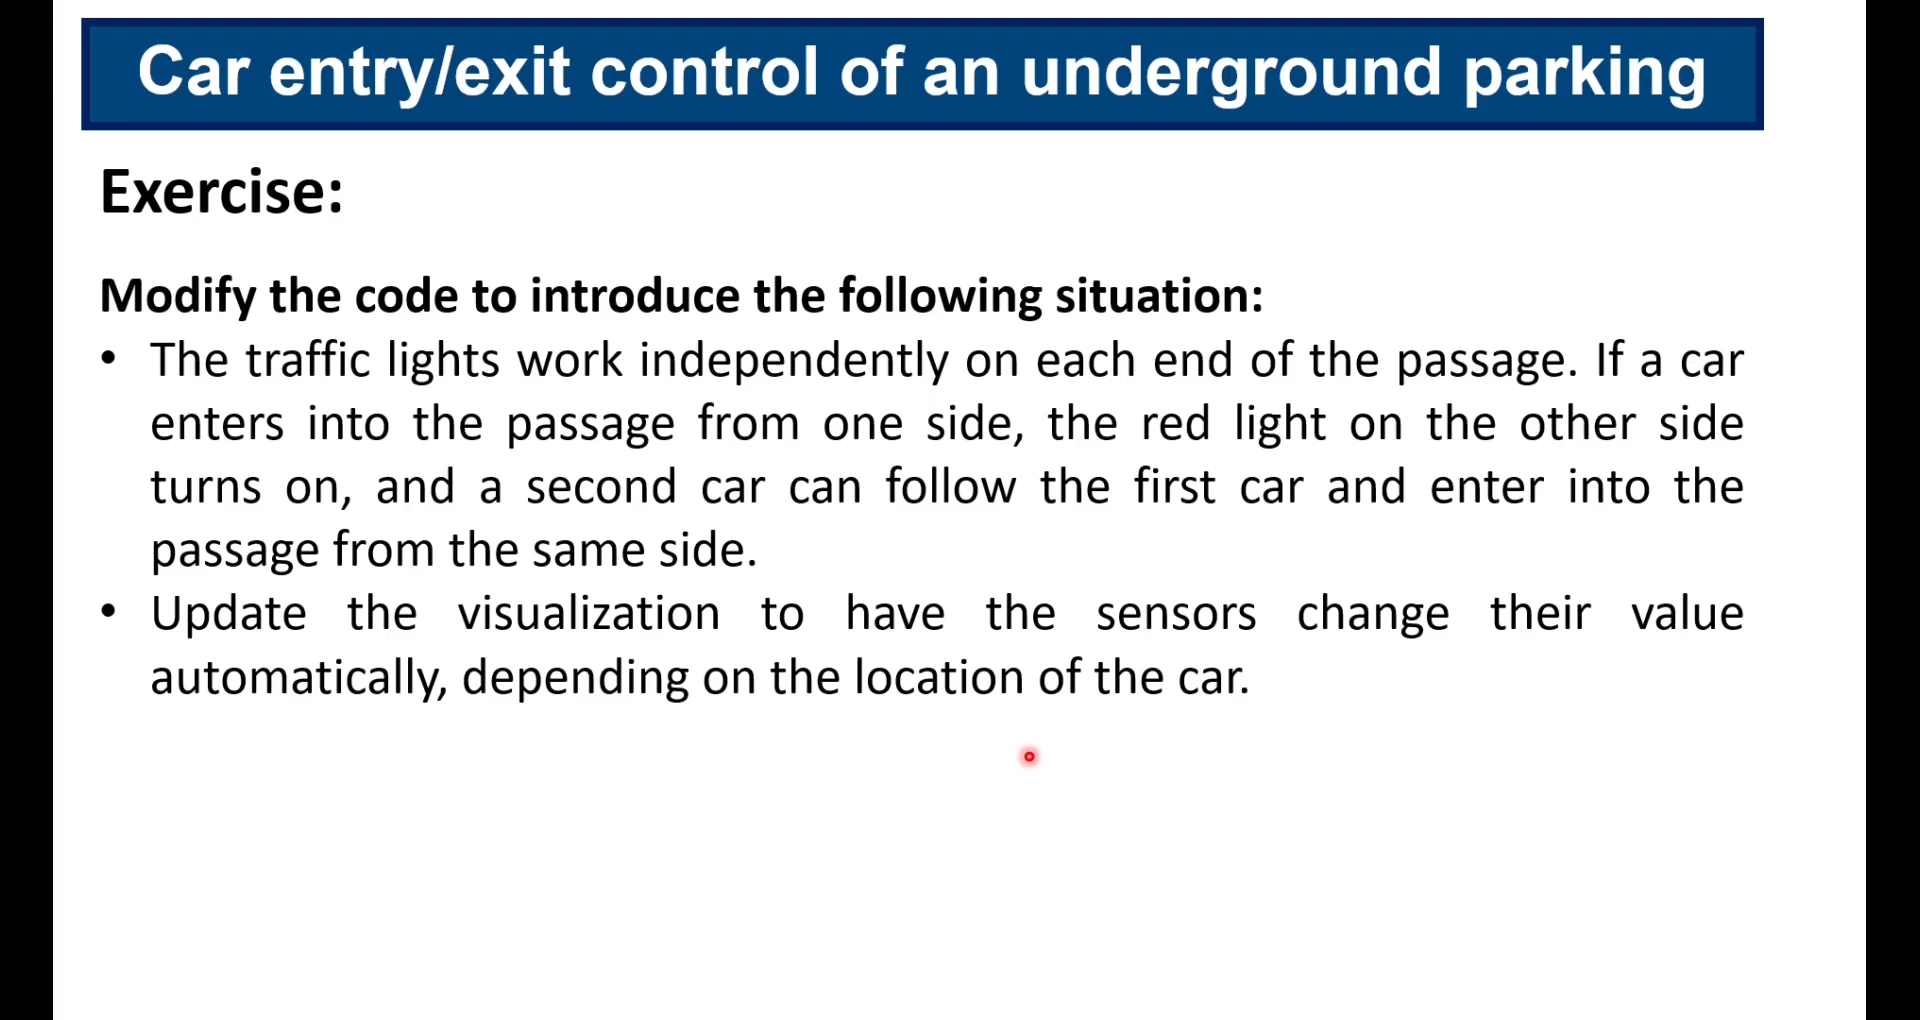 Car entry/exit control of an underground parking
Exercise:
Modify the code to introduce the following situation:
• The traffic lights work independently on each end of the passage. If a car
enters into the passage from one side, the red light on the other side
turns on, and a second car can follow the first car and enter into the
passage from the same side.
• Update the visualization to have the sensors change their value
automatically, depending on the location of the car.